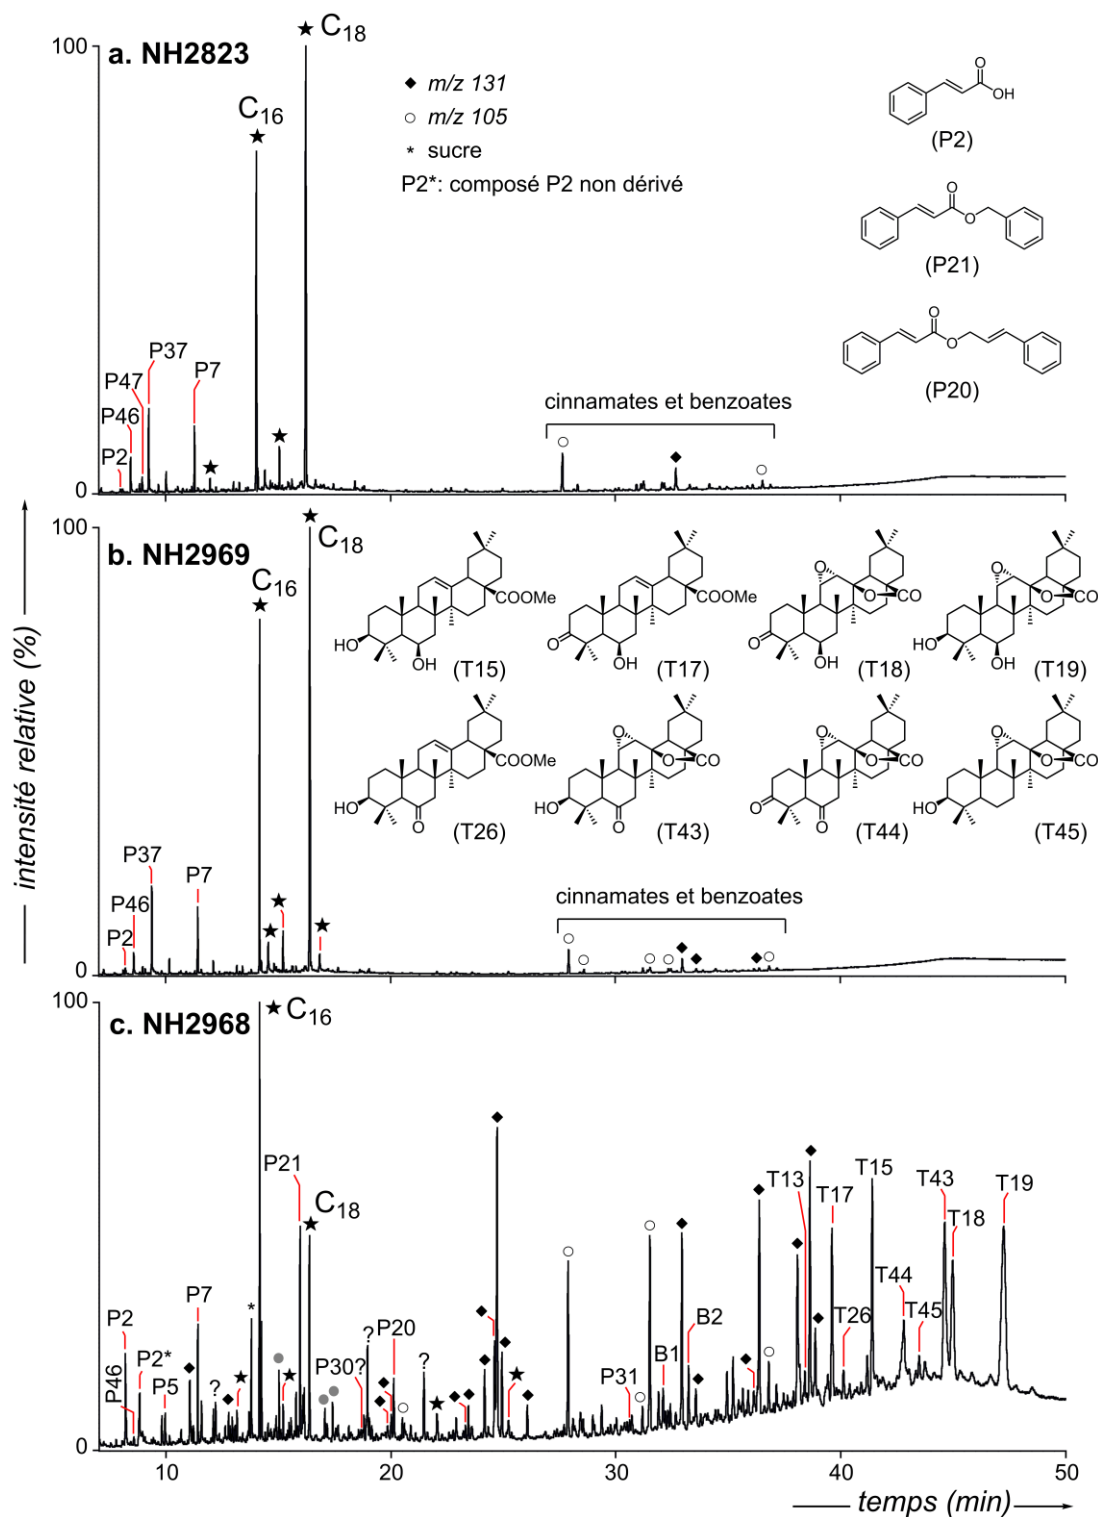 100
a. NH2823
C18
C16
◆ m/z 131
○ m/z 105
* sucre
P2*: composé P2 non dérivé
O
OH
(P2)
O
O
(P21)
O
O
(P20)
P37
P47
P7
P46
P2
cinnamates et benzoates
0
100
b. NH2969
C18
C16
COOMe
HO
OH
(T15)
COOMe
O
OH
(T17)
O
O
CO
O
OH
(T18)
O
O
CO
HO
OH
(T19)
COOMe
HO
O
(T26)
O
O
CO
HO
O
(T43)
O
O
CO
O
O
(T44)
O
O
CO
HO
(T45)
P37
P7
P46
P2
cinnamates et benzoates
0
100
c. NH2968
C16
P21
C18
P7
*
P2
P2*
P46
P5
?
P30?
?
P20
?
P31
B1
B2
T13
T17
T15
T26
T44
T43
T45
T18
T19
0
10
20
30
40
50
intensité relative (%)
temps (min)